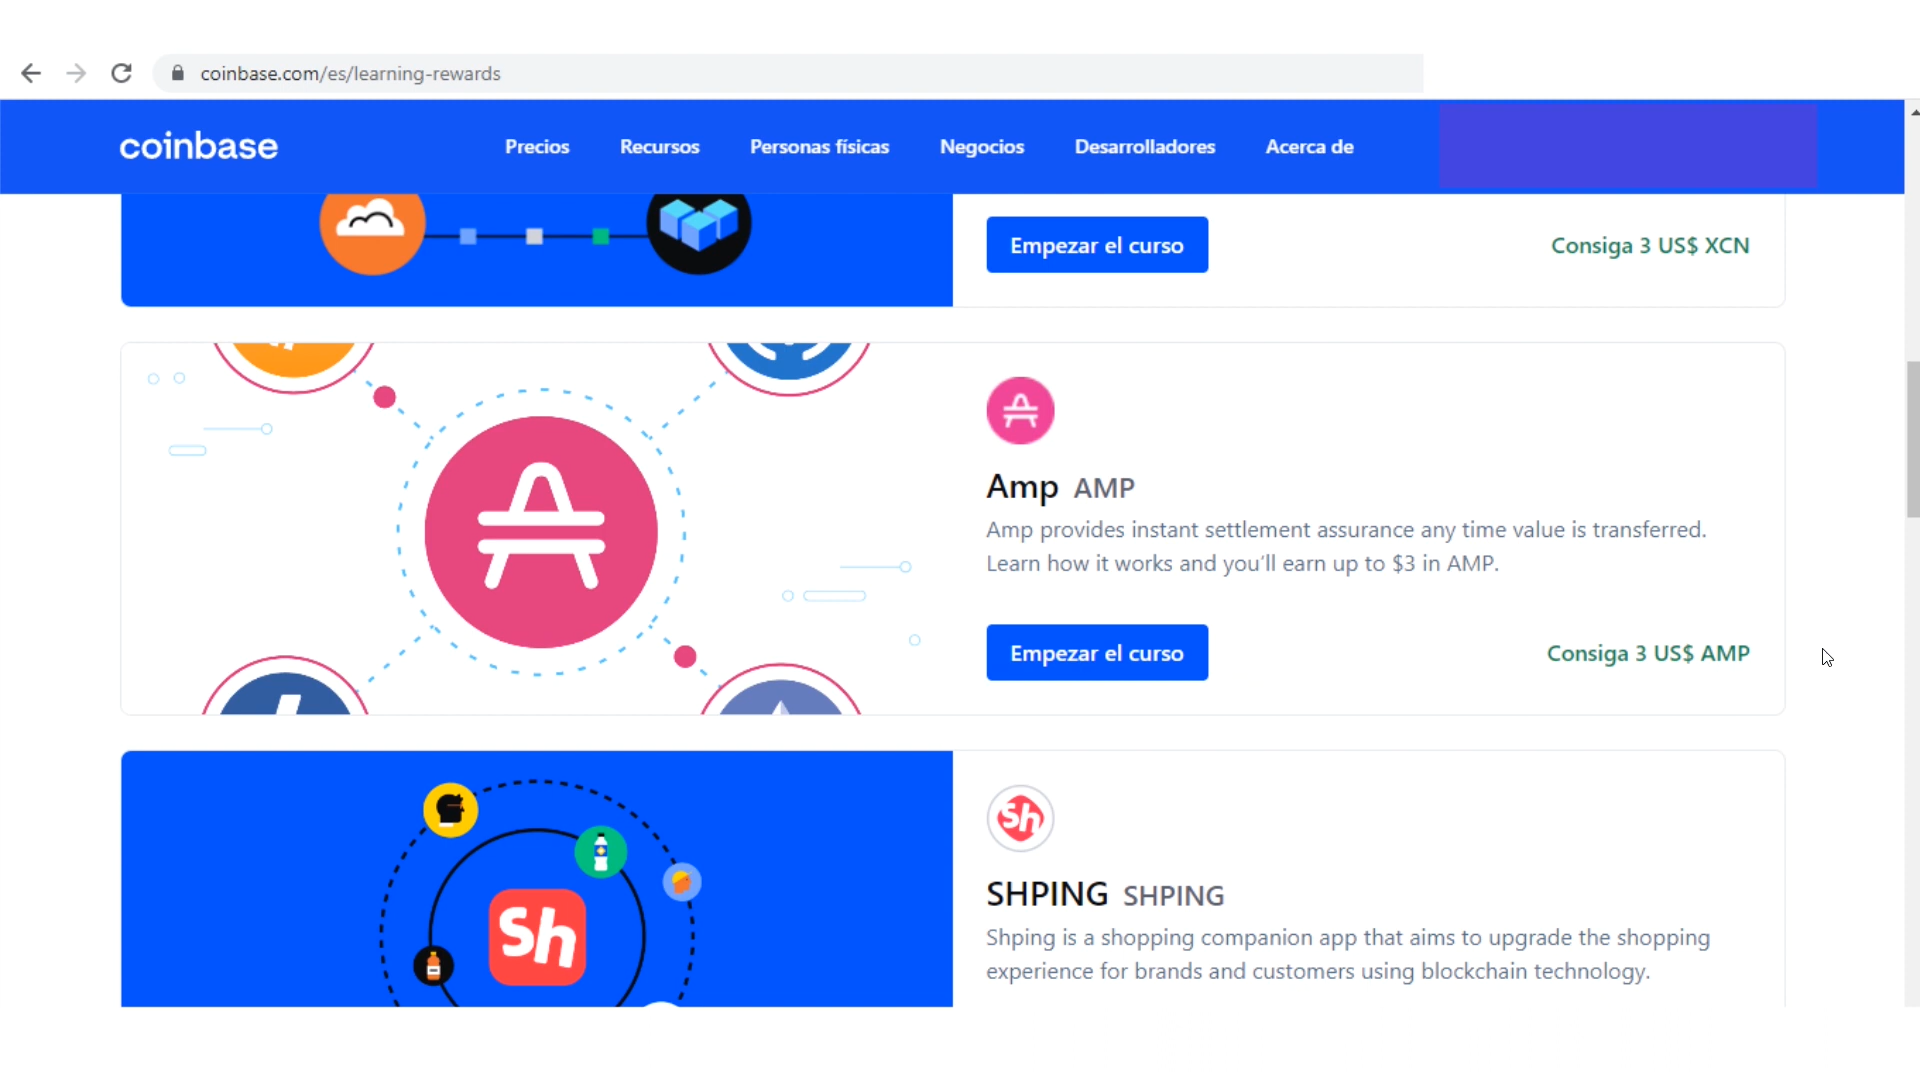 coinbase.com/es/learning-rewards
coinbase
Precios
Recursos
Personas físicas
Negocios
Desarrolladores
Acerca de
Empezar el curso
Consiga 3 US$ XCN
Amp AMP
Amp provides instant settlement assurance any time value is transferred.
Learn how it works and you’ll earn up to $3 in AMP.
Empezar el curso
Consiga 3 US$ AMP
Sh
Sh
SHPING SHPING
Shping is a shopping companion app that aims to upgrade the shopping
experience for brands and customers using blockchain technology.